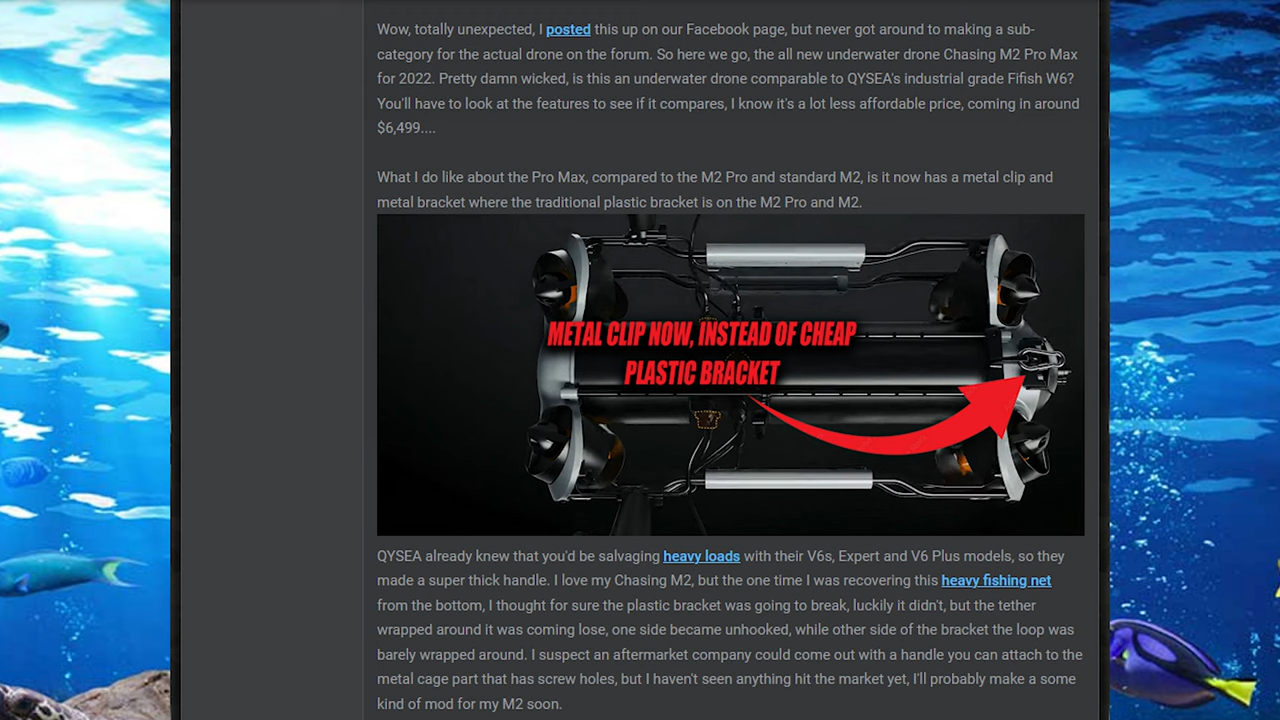 Wow, totally unexpected, I posted this up on our Facebook page, but never got around to making a sub-
category for the actual drone on the forum. So here we go, the all new underwater drone Chasing M2 Pro Max
for 2022. Pretty damn wicked, is this an underwater drone comparable to QYSEA's industrial grade Fifish W6?
You'll have to look at the features to see if it compares, I know it's a lot less affordable price, coming in around
$6,499....
What I do like about the Pro Max, compared to the M2 Pro and standard M2, is it now has a metal clip and
metal bracket where the traditional plastic bracket is on the M2 Pro and M2.
METAL CLIP NOW, INSTEAD OF CHEAP
PLASTIC BRACKET
QYSEA already knew that you'd be salvaging heavy loads with their V6s, Expert and V6 Plus models, so they
made a super thick handle. I love my Chasing M2, but the one time I was recovering this heavy fishing net
from the bottom, I thought for sure the plastic bracket was going to break, luckily it didn't, but the tether
wrapped around it was coming lose, one side became unhooked, while other side of the bracket the loop was
barely wrapped around. I suspect an aftermarket company could come out with a handle you can attach to the
metal cage part that has screw holes, but I haven't seen anything hit the market yet, I'll probably make a some
kind of mod for my M2 soon.